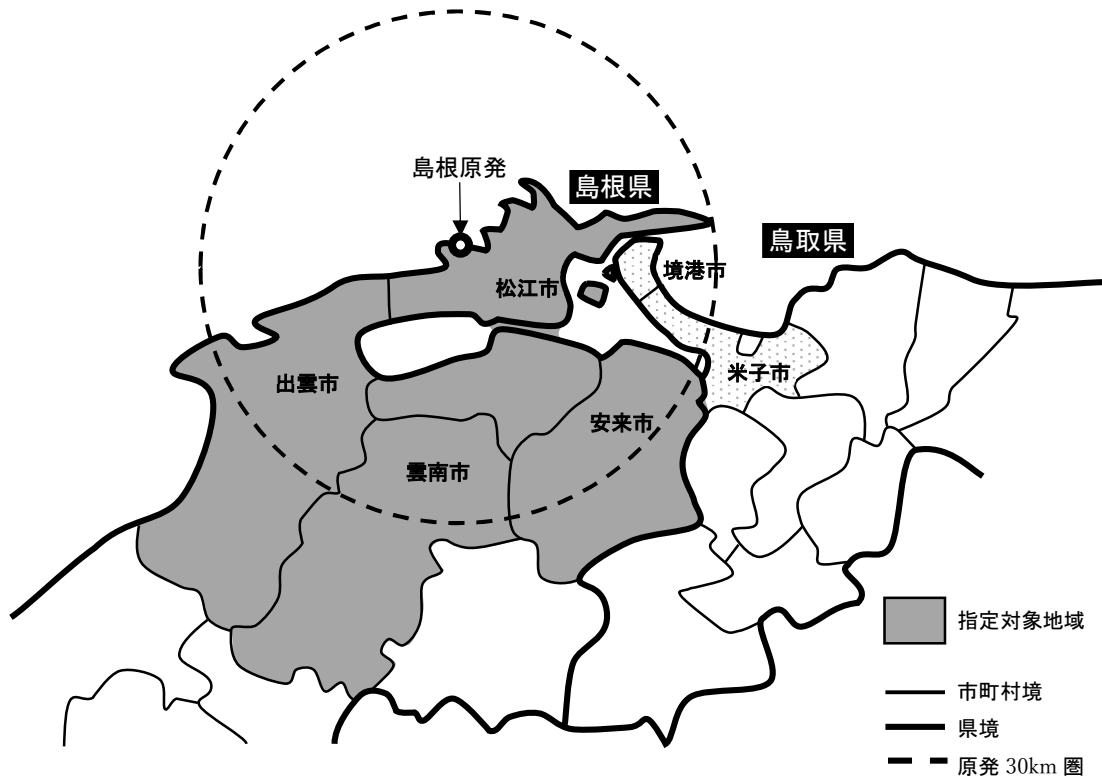 島根原発
島根県
鳥取県
境港市
松江市
米子市
出雲市
安来市
雲南市
指定対象地域
市町村境
県境
原発 30km 圏